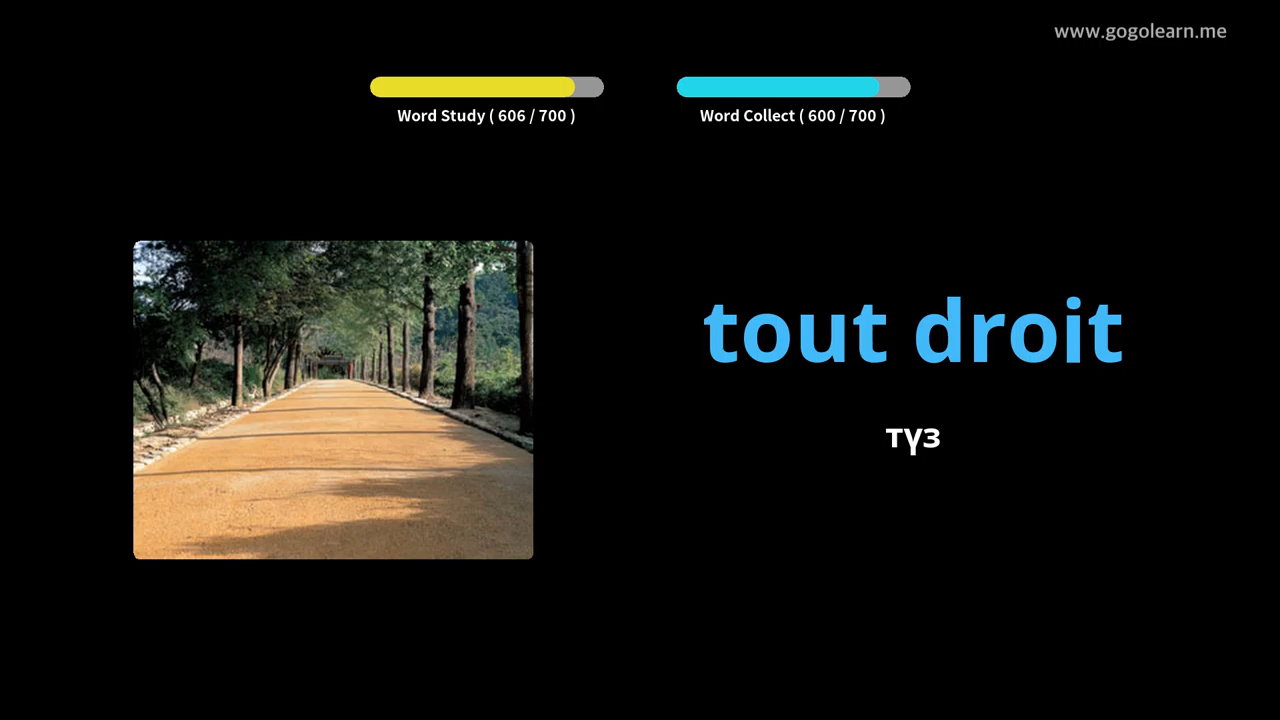 www.gogolearn.me
Word Study ( 606 / 700 )
Word Collect ( 600 / 700 )
tout droit
түз